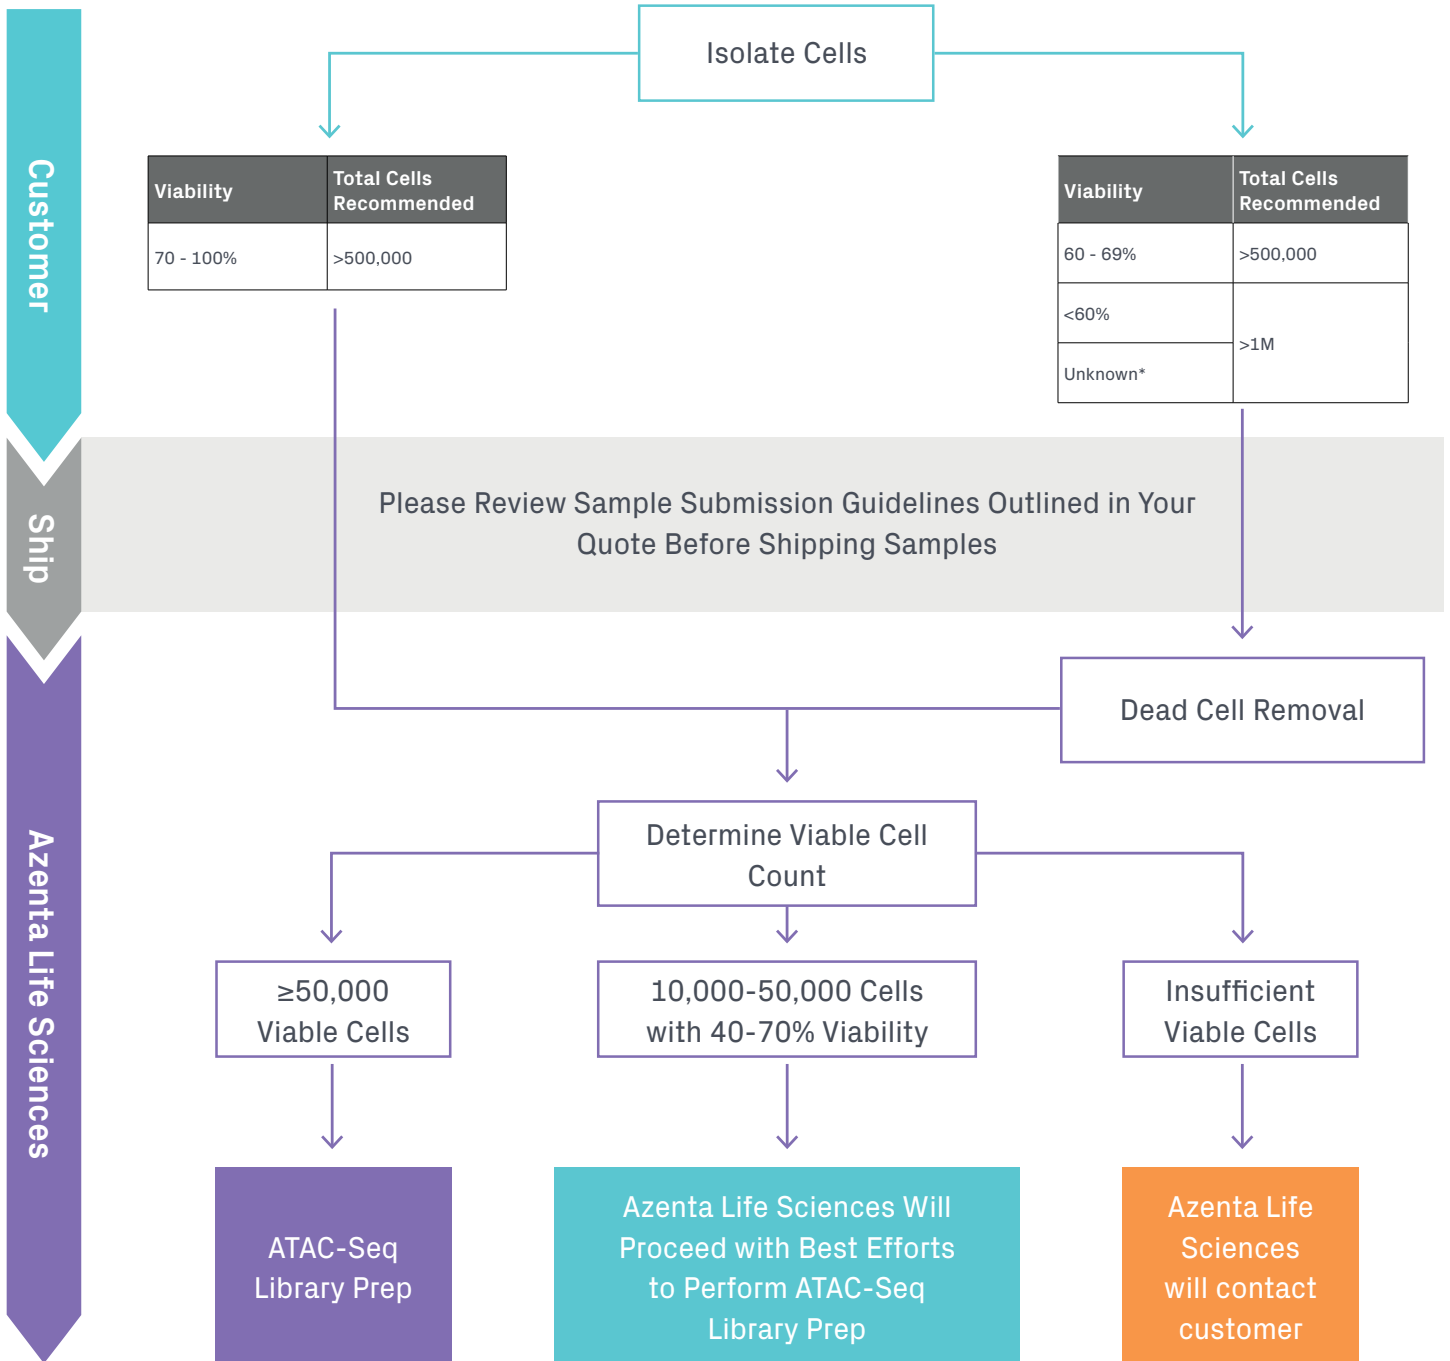 Isolate Cells
Customer
Viability
Total Cells
Recommended
70 - 100%
>500,000
Viability
Total Cells
Recommended
60 - 69%
>500,000
<60%
>1M
Unknown*
Ship
Please Review Sample Submission Guidelines Outlined in Your
Quote Before Shipping Samples
Azenta Life Sciences
Dead Cell Removal
Determine Viable Cell
Count
≥50,000
Viable Cells
10,000-50,000 Cells
with 40-70% Viability
Insufficient
Viable Cells
ATAC-Seq
Library Prep
Azenta Life Sciences Will
Proceed with Best Efforts
to Perform ATAC-Seq
Library Prep
Azenta Life
Sciences
will contact
customer